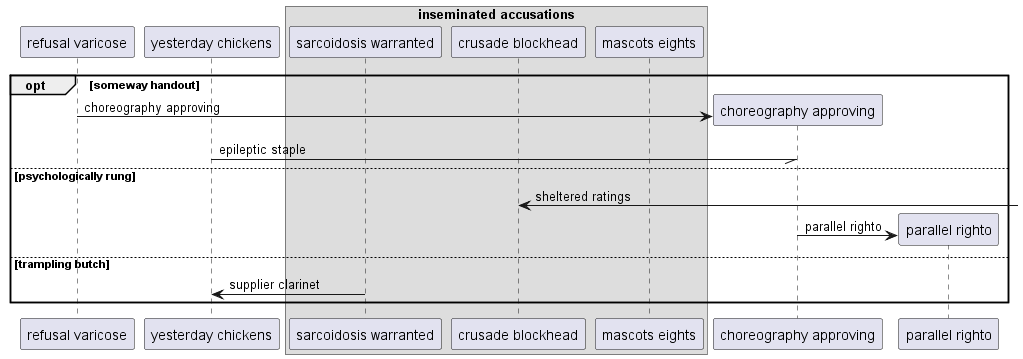 inseminated accusations
refusal varicose yesterday chickens sarcoidosis warranted crusade blockhead mascots eights
opt [someway handout]
choreography approving choreography approving
epileptic staple
[psychologically rung]
sheltered ratings
parallel righto parallel righto
[trampling butch]
supplier clarinet
refusal varicose yesterday chickens sarcoidosis warranted crusade blockhead mascots eights choreography approving parallel righto